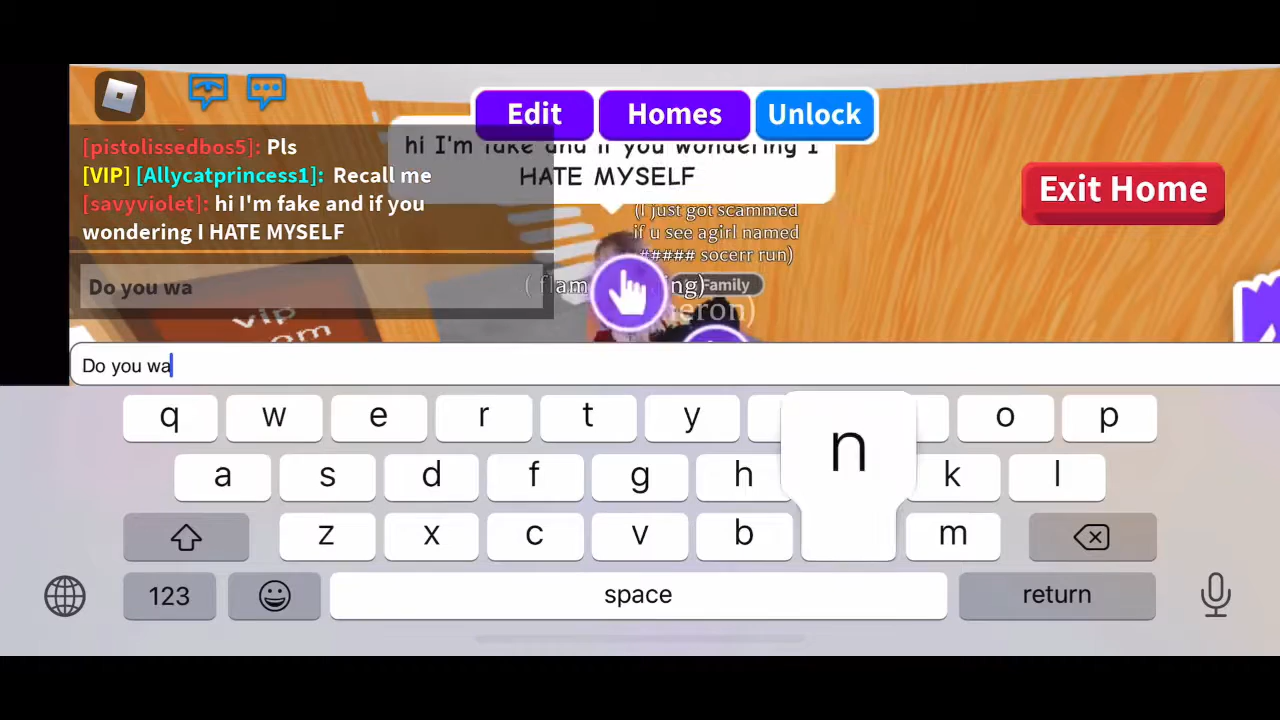 Edit Homes Unlock
[pistolissedbos5]: Pls
[VIP] [Allycatprincess1]: Recall me
[savyviolet]: hi I'm fake and if you
wondering I HATE MYSELF
Do you wa
hi I'm fake and if you wondering I
HATE MYSELF
Exit Home
(I just got scammed
if u see agirl named
##### socerr run)
Family
vip
Do you wa
q w e r t y o p
n
a s d f g h k l
z x c v b m
123 space return